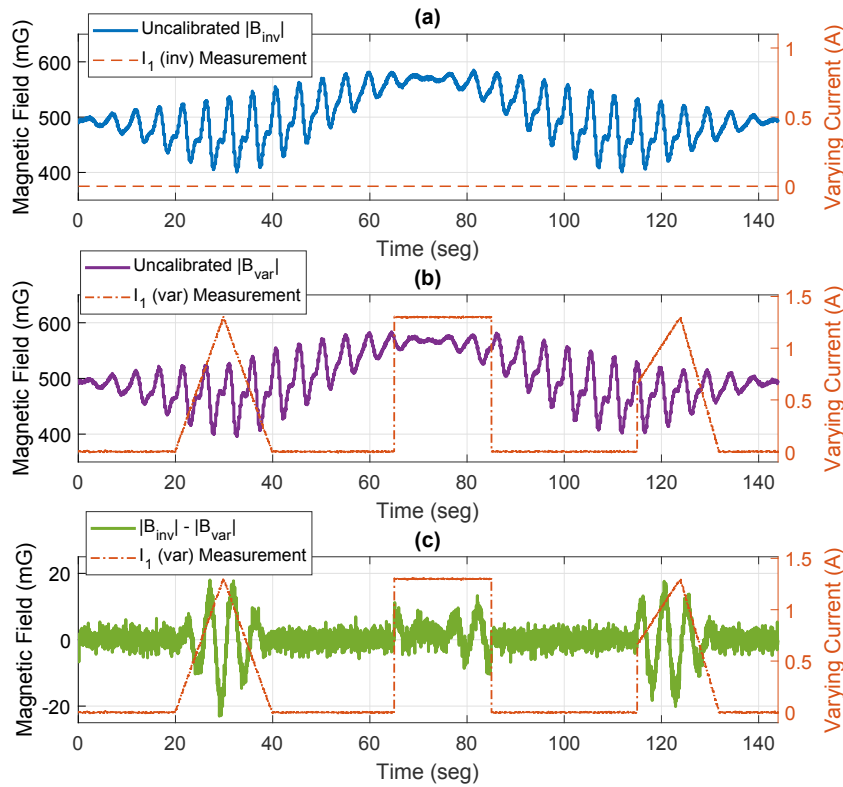 (a)
Uncalibrated |B_inv|
I_1 (inv) Measurement
Magnetic Field (mG)
600
500
400
1
0.5
0
Varying Current (A)
0 20 40 60 80 100 120 140
Time (seg)
(b)
Uncalibrated |B_var|
I_1 (var) Measurement
Magnetic Field (mG)
600
500
400
1.5
1
0.5
0
Varying Current (A)
0 20 40 60 80 100 120 140
Time (seg)
(c)
|B_inv| - |B_var|
I_1 (var) Measurement
Magnetic Field (mG)
20
0
-20
1.5
1
0.5
0
Varying Current (A)
0 20 40 60 80 100 120 140
Time (seg)